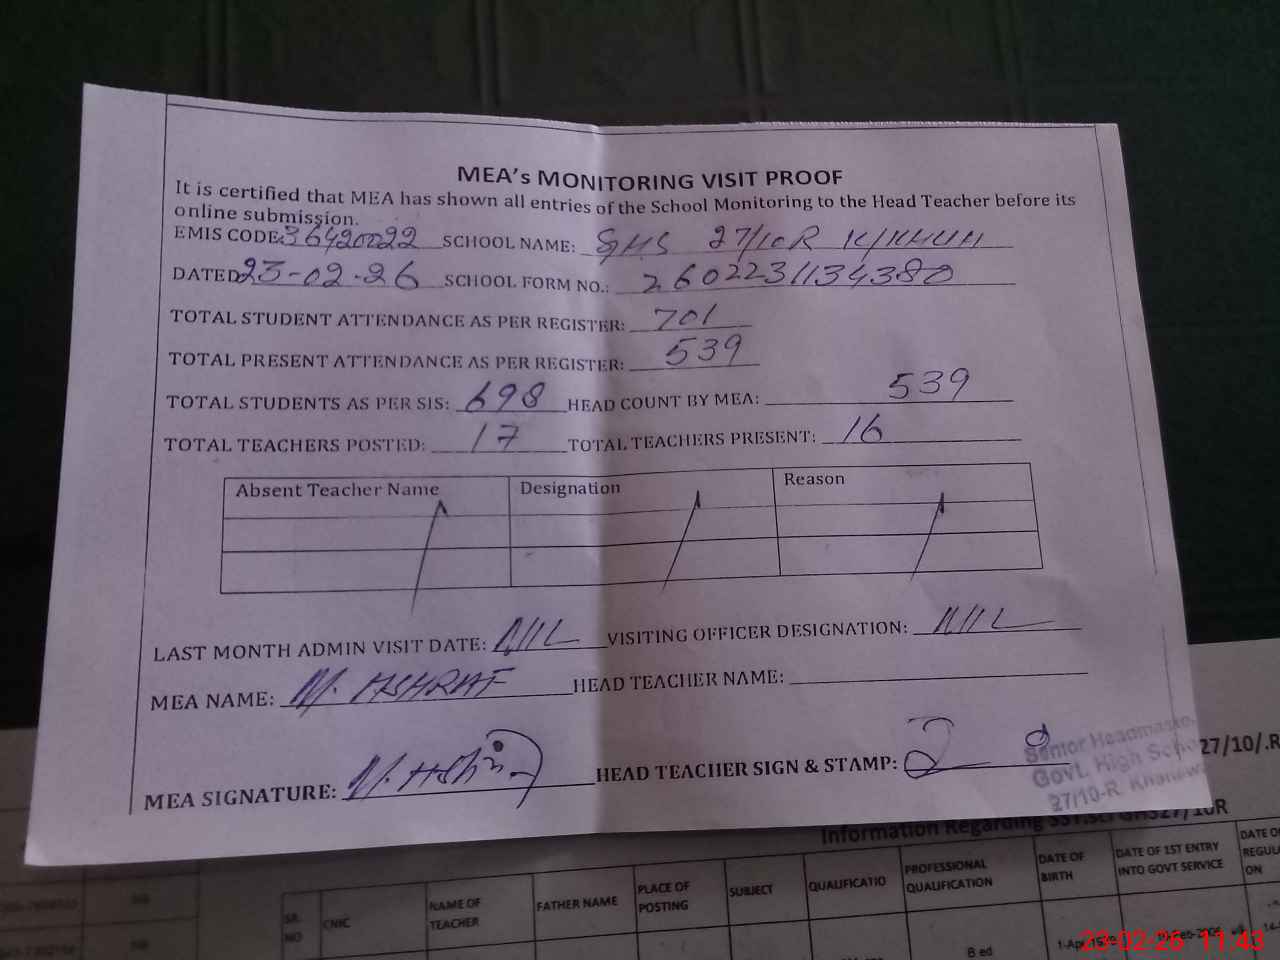 MEA's MONITORING VISIT PROOF
It is certified that MEA has shown all entries of the School Monitoring to the Head Teacher before its
online submission.
EMIS CODE: 36420022 SCHOOL NAME: GHS 27/10R K/KHUH
DATED 23-02-26 SCHOOL FORM NO.: 2602231134380
TOTAL STUDENT ATTENDANCE AS PER REGISTER: 701
TOTAL PRESENT ATTENDANCE AS PER REGISTER: 539
TOTAL STUDENTS AS PER SIS: 698 HEAD COUNT BY MEA: 539
TOTAL TEACHERS POSTED: 17 TOTAL TEACHERS PRESENT: 16
Absent Teacher Name Designation Reason
LAST MONTH ADMIN VISIT DATE: NIL VISITING OFFICER DESIGNATION: NIL
MEA NAME: M. ASHRAF HEAD TEACHER NAME:
MEA SIGNATURE: HEAD TEACHER SIGN & STAMP:
Senior Headmaster
Govt. High School
27/10-R Khanewal
27/10/.R
Information Regarding
SR. NO CNIC NAME OF TEACHER FATHER NAME PLACE OF POSTING SUBJECT QUALIFICATIO PROFESSIONAL QUALIFICATION DATE OF BIRTH DATE OF 1ST ENTRY INTO GOVT SERVICE DATE O REGUL ON
B ed
23-02-26 11:43